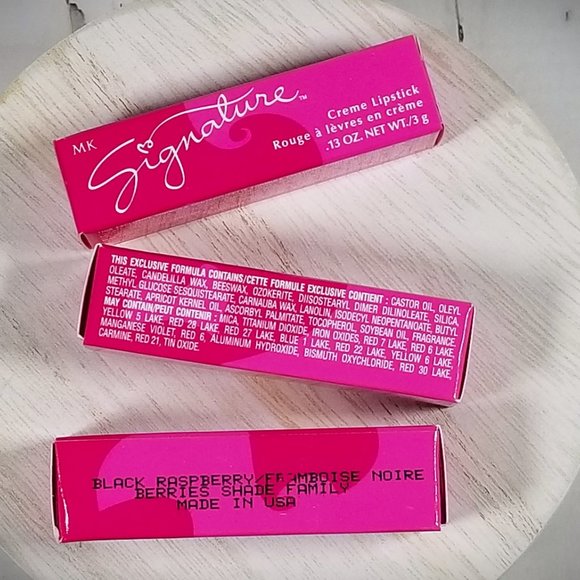 MK
Signature™
Creme Lipstick
Rouge à lèvres en crème
.13 OZ. NET WT./3 g
THIS EXCLUSIVE FORMULA CONTAINS/CETTE FORMULE EXCLUSIVE CONTIENT : CASTOR OIL, OLEYL
OLEATE, CANDELILLA WAX, BEESWAX, OZOKERITE, DIISOSTEARYL DIMER DILINOLEATE, SILICA,
METHYL GLUCOSE SESQUISTEARATE, CARNAUBA WAX, LANOLIN, ISODECYL NEOPENTANOATE, BUTYL
STEARATE, APRICOT KERNEL OIL, ASCORBYL PALMITATE, TOCOPHEROL, SOYBEAN OIL, FRAGRANCE.
MAY CONTAIN/PEUT CONTENIR : MICA, TITANIUM DIOXIDE, IRON OXIDES, RED 7 LAKE, RED 6 LAKE,
YELLOW 5 LAKE, RED 28 LAKE, RED 27 LAKE, BLUE 1 LAKE, RED 22 LAKE, YELLOW 6 LAKE,
MANGANESE VIOLET, RED 6, ALUMINUM HYDROXIDE, BISMUTH OXYCHLORIDE, RED 30 LAKE,
CARMINE, RED 21, TIN OXIDE.
BLACK RASPBERRY/FRAMBOISE NOIRE
BERRIES SHADE FAMILY
MADE IN USA